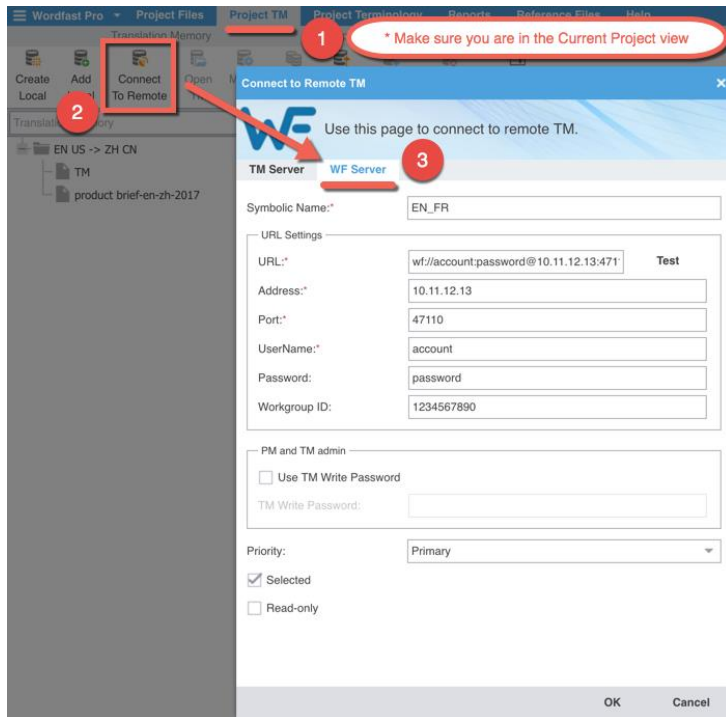 Wordfast Pro Project Files Project TM Project Terminology Reports Reference Files Help
Translation Memory
1
* Make sure you are in the Current Project view
Create Local
Add
Connect To Remote
Open
2
EN US -> ZH CN
TM
product brief-en-zh-2017
Connect to Remote TM
WF
Use this page to connect to remote TM.
3
TM Server WF Server
Symbolic Name:* EN_FR
URL Settings
URL:* wf://account:password@10.11.12.13:471 Test
Address:* 10.11.12.13
Port:* 47110
UserName:* account
Password: password
Workgroup ID: 1234567890
PM and TM admin
Use TM Write Password
TM Write Password:
Priority: Primary
Selected
Read-only
OK Cancel